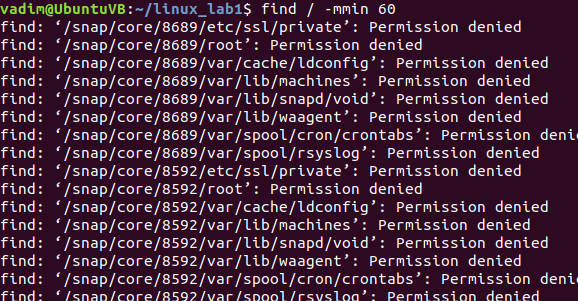 vadim@UbuntuVB:~/linux_lab1$ find / -mmin 60
find: ‘/snap/core/8689/etc/ssl/private’: Permission denied
find: ‘/snap/core/8689/root’: Permission denied
find: ‘/snap/core/8689/var/cache/ldconfig’: Permission denied
find: ‘/snap/core/8689/var/lib/machines’: Permission denied
find: ‘/snap/core/8689/var/lib/snapd/void’: Permission denied
find: ‘/snap/core/8689/var/lib/waagent’: Permission denied
find: ‘/snap/core/8689/var/spool/cron/crontabs’: Permission deni
find: ‘/snap/core/8689/var/spool/rsyslog’: Permission denied
find: ‘/snap/core/8592/etc/ssl/private’: Permission denied
find: ‘/snap/core/8592/root’: Permission denied
find: ‘/snap/core/8592/var/cache/ldconfig’: Permission denied
find: ‘/snap/core/8592/var/lib/machines’: Permission denied
find: ‘/snap/core/8592/var/lib/snapd/void’: Permission denied
find: ‘/snap/core/8592/var/lib/waagent’: Permission denied
find: ‘/snap/core/8592/var/spool/cron/crontabs’: Permission deni
find: ‘/snap/core/8592/var/spool/rsyslog’: Permission denied